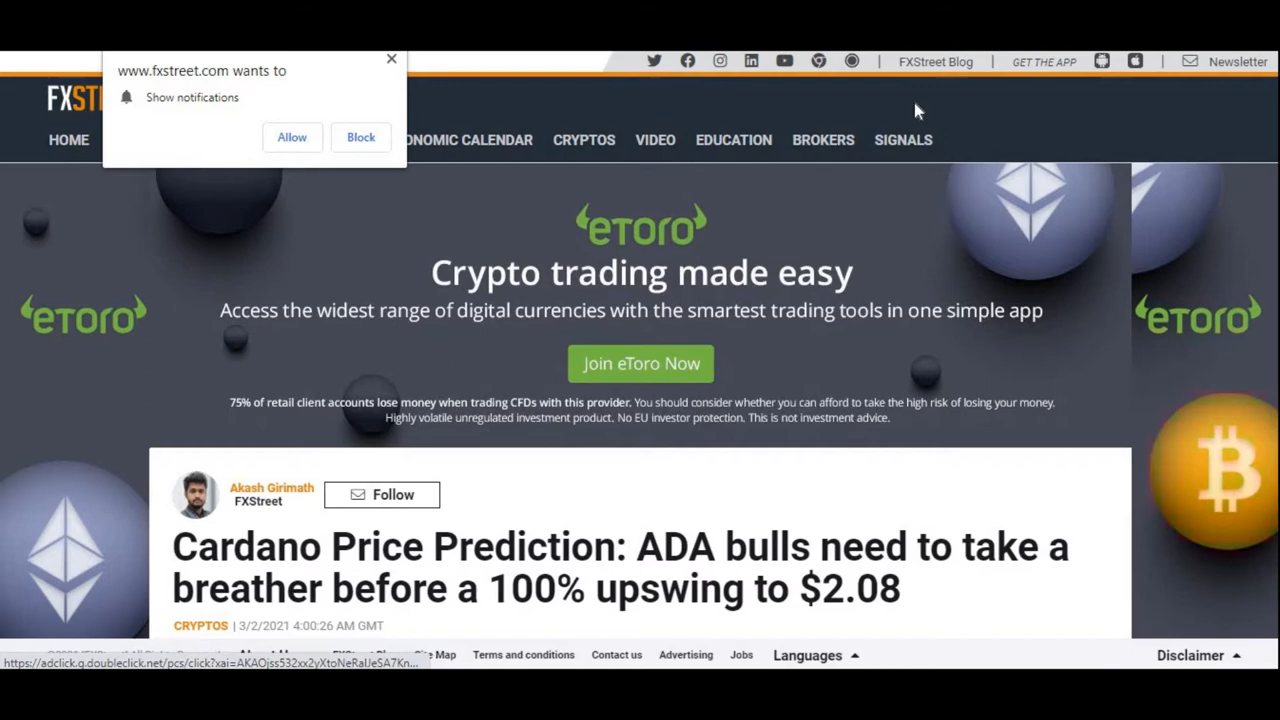 www.fxstreet.com wants to
Show notifications
Allow Block
FXStreet Blog GET THE APP Newsletter
FXST
HOME ONOMIC CALENDAR CRYPTOS VIDEO EDUCATION BROKERS SIGNALS
eToro
Crypto trading made easy
Access the widest range of digital currencies with the smartest trading tools in one simple app
eToro
eToro
Join eToro Now
75% of retail client accounts lose money when trading CFDs with this provider. You should consider whether you can afford to take the high risk of losing your money.
Highly volatile unregulated investment product. No EU investor protection. This is not investment advice.
Akash Girimath
FXStreet
Follow
Cardano Price Prediction: ADA bulls need to take a
breather before a 100% upswing to $2.08
CRYPTOS | 3/2/2021 4:00:26 AM GMT
Site Map Terms and conditions Contact us Advertising Jobs Languages Disclaimer